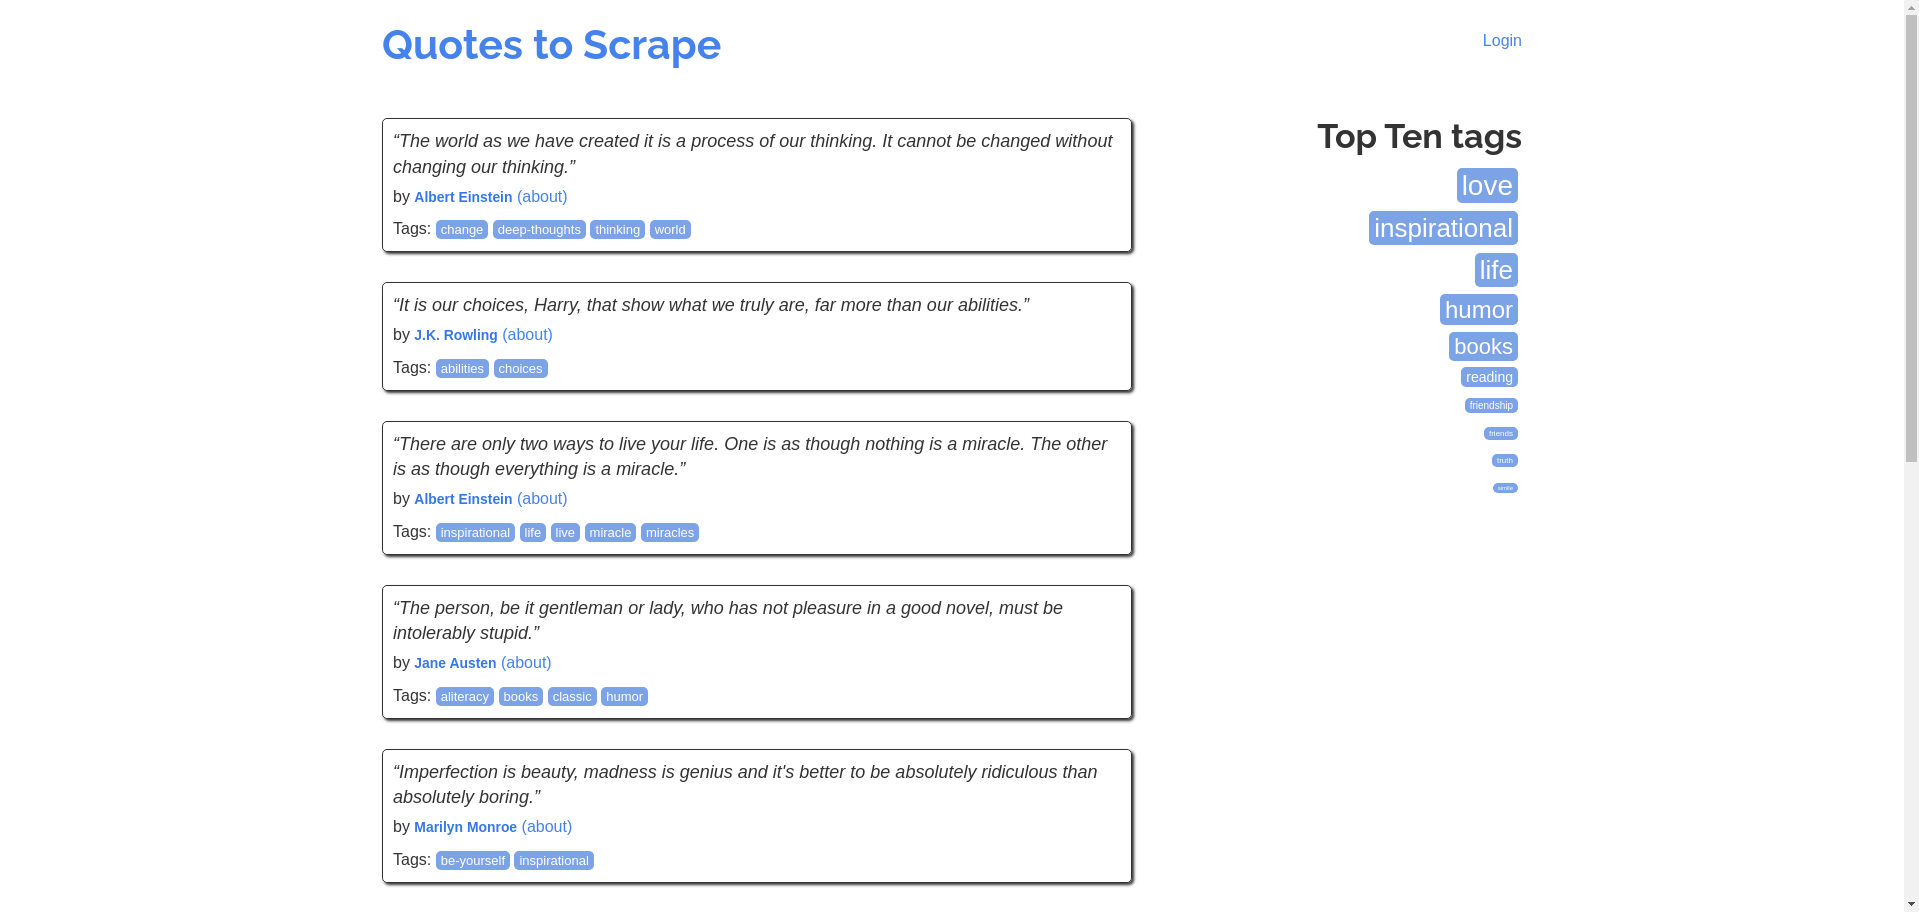 Quotes to Scrape
Login
“The world as we have created it is a process of our thinking. It cannot be changed without
changing our thinking.”
by Albert Einstein (about)
Tags: change deep-thoughts thinking world
“It is our choices, Harry, that show what we truly are, far more than our abilities.”
by J.K. Rowling (about)
Tags: abilities choices
“There are only two ways to live your life. One is as though nothing is a miracle. The other
is as though everything is a miracle.”
by Albert Einstein (about)
Tags: inspirational life live miracle miracles
“The person, be it gentleman or lady, who has not pleasure in a good novel, must be
intolerably stupid.”
by Jane Austen (about)
Tags: aliteracy books classic humor
“Imperfection is beauty, madness is genius and it's better to be absolutely ridiculous than
absolutely boring.”
by Marilyn Monroe (about)
Tags: be-yourself inspirational
Top Ten tags
love
inspirational
life
humor
books
reading
friendship
friends
truth
simile